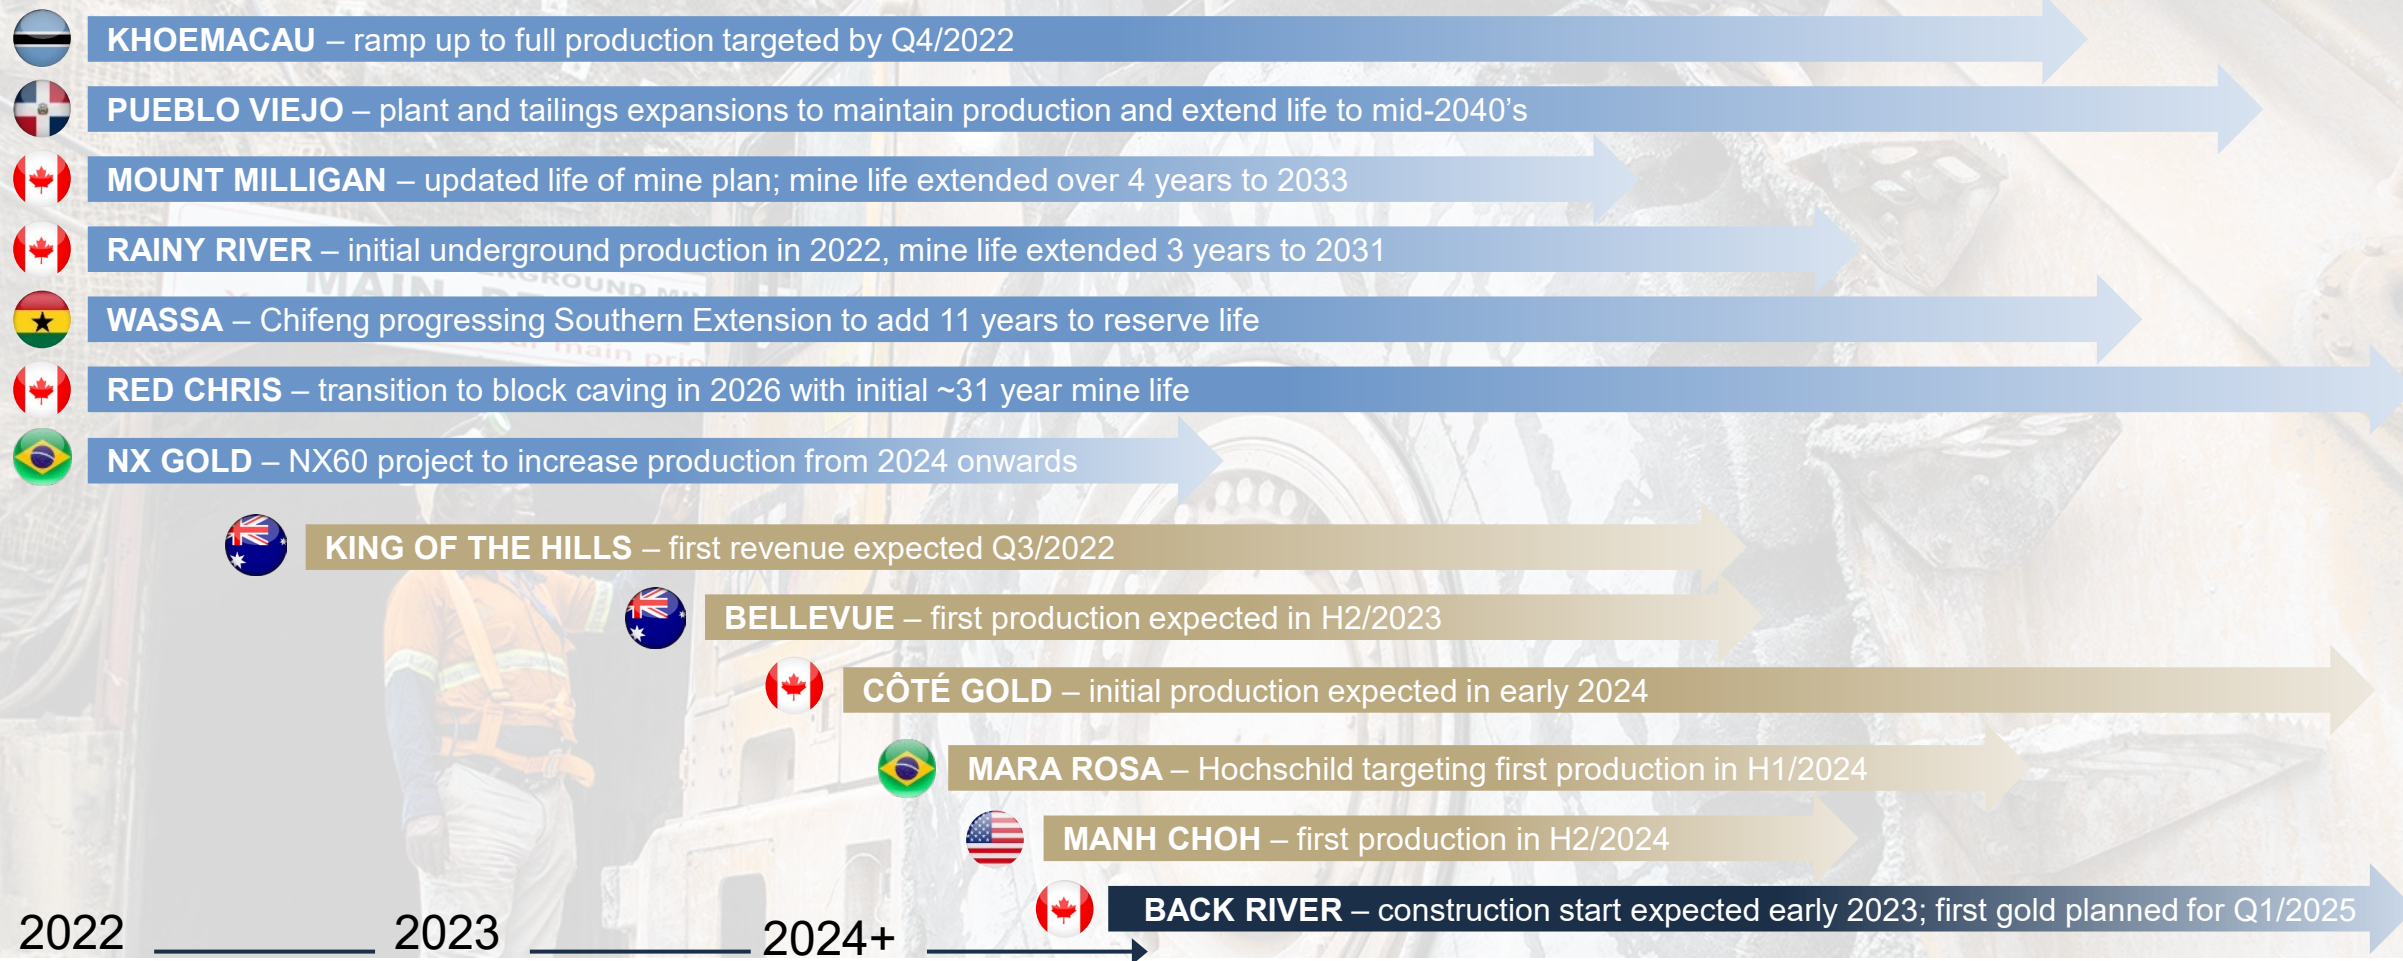 KHOEMACAU – ramp up to full production targeted by Q4/2022
PUEBLO VIEJO – plant and tailings expansions to maintain production and extend life to mid-2040’s
MOUNT MILLIGAN – updated life of mine plan; mine life extended over 4 years to 2033
RAINY RIVER – initial underground production in 2022, mine life extended 3 years to 2031
WASSA – Chifeng progressing Southern Extension to add 11 years to reserve life
RED CHRIS – transition to block caving in 2026 with initial ~31 year mine life
NX GOLD – NX60 project to increase production from 2024 onwards
KING OF THE HILLS – first revenue expected Q3/2022
BELLEVUE – first production expected in H2/2023
CÔTÉ GOLD – initial production expected in early 2024
MARA ROSA – Hochschild targeting first production in H1/2024
MANH CHOH – first production in H2/2024
BACK RIVER – construction start expected early 2023; first gold planned for Q1/2025
2022 2023 2024+